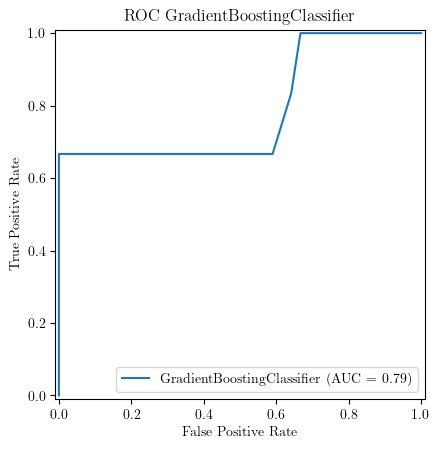 ROC GradientBoostingClassifier
1.0
0.8
0.6
0.4
0.2
0.0
True Positive Rate
GradientBoostingClassifier (AUC = 0.79)
0.0 0.2 0.4 0.6 0.8 1.0
False Positive Rate